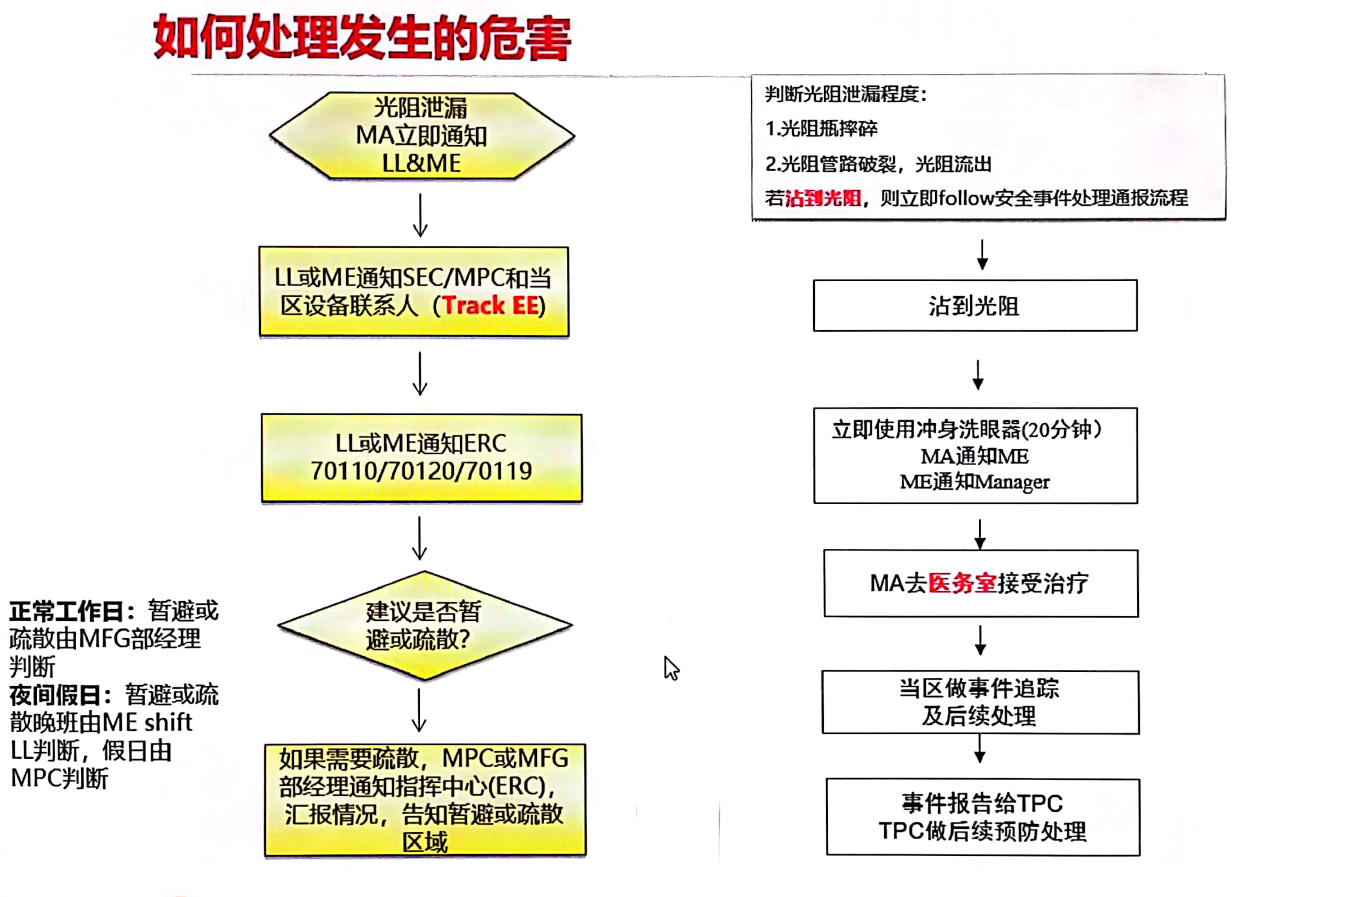 如何处理发生的危害
光阻泄漏
MA立即通知
LL&ME
LL或ME通知SEC/MPC和当
区设备联系人（Track EE)
LL或ME通知ERC
70110/70120/70119
建议是否暂
避或疏散?
正常工作日：暂避或
疏散由MFG部经理
判断
夜间假日：暂避或疏
散晚班由ME shift
LL判断，假日由
MPC判断
如果需要疏散，MPC或MFG
部经理通知指挥中心(ERC)，
汇报情况，告知暂避或疏散
区域
判断光阻泄漏程度：
1.光阻瓶摔碎
2.光阻管路破裂，光阻流出
若沾到光阻，则立即follow安全事件处理通报流程
沾到光阻
立即使用冲身洗眼器(20分钟）
MA通知ME
ME通知Manager
MA去医务室接受治疗
当区做事件追踪
及后续处理
事件报告给TPC
TPC做后续预防处理